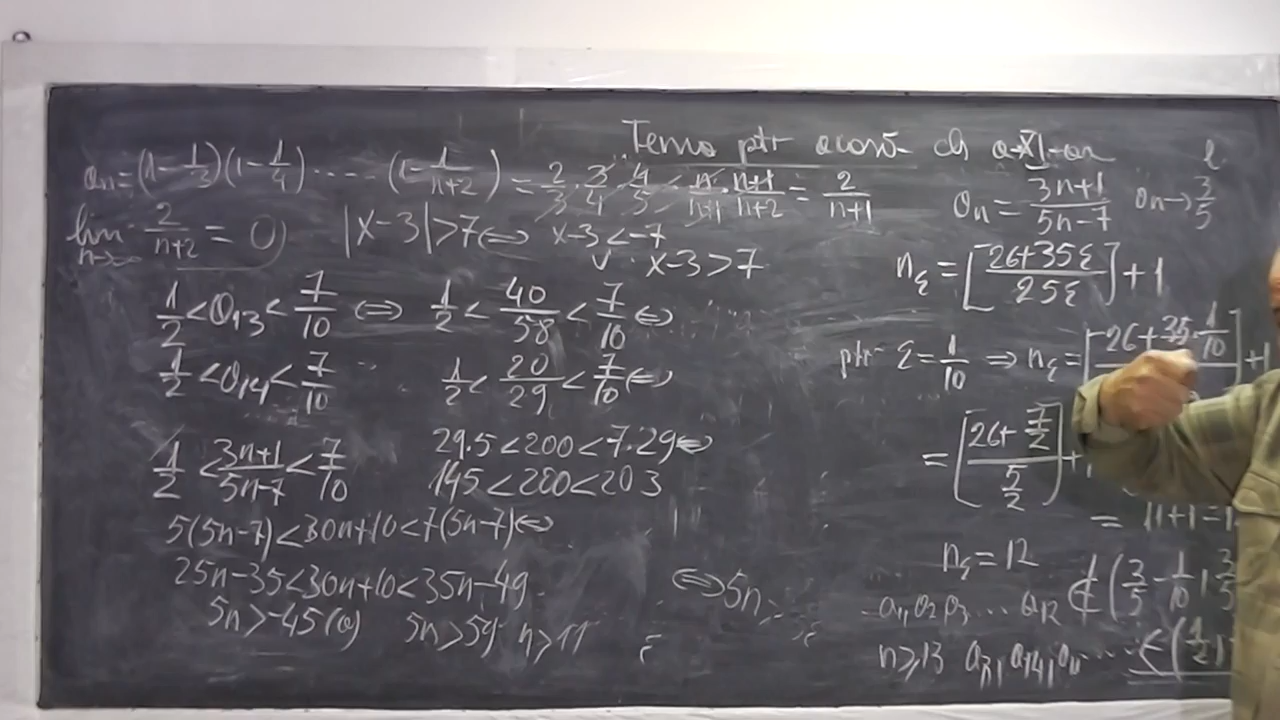 Temă ptr acasă cls a XI-a
aₙ = (1 - 1/3)(1 - 1/4) ..... (1 - 1/(n+2)) = 2/3 · 3/4 · 4/5 ... n/(n+1) · (n+1)/(n+2) = 2/(n+1)
lim n→∞ 2/(n+2) = 0
|x-3| > 7 ⇔ x-3 < -7
∨ x-3 > 7
1/2 < a₁₃ < 7/10 ⇔ 1/2 < 40/58 < 7/10 ⇔
1/2 < a₁₄ < 7/10
1/2 < 20/29 < 7/10 ⇔
29·5 < 200 < 7·29 ⇔
145 < 200 < 203
1/2 < (3n+1)/(5n-7) < 7/10
5(5n-7) < 30n+10 < 7(5n-7) ⇔
25n-35 < 30n+10 < 35n-49
5n > -45 (a) 5n > 59 n > 11
⇔ 5n >
l
aₙ = (3n+1)/(5n-7) aₙ → 3/5
n_ε = [(26+35ε)/(25ε)] + 1
ptr ε = 1/10 ⇒ n_ε = [(26+35·1/10)
= [(26+7/2)/(5/2)] +
= 11+1 = 1
n_ε = 12
a₁, a₂, a₃ ... a₁₂ ∉ (3/5 - 1/10, 3/5
n ≥ 13 a₁₃, a₁₄, ..... ∈ (1/2,